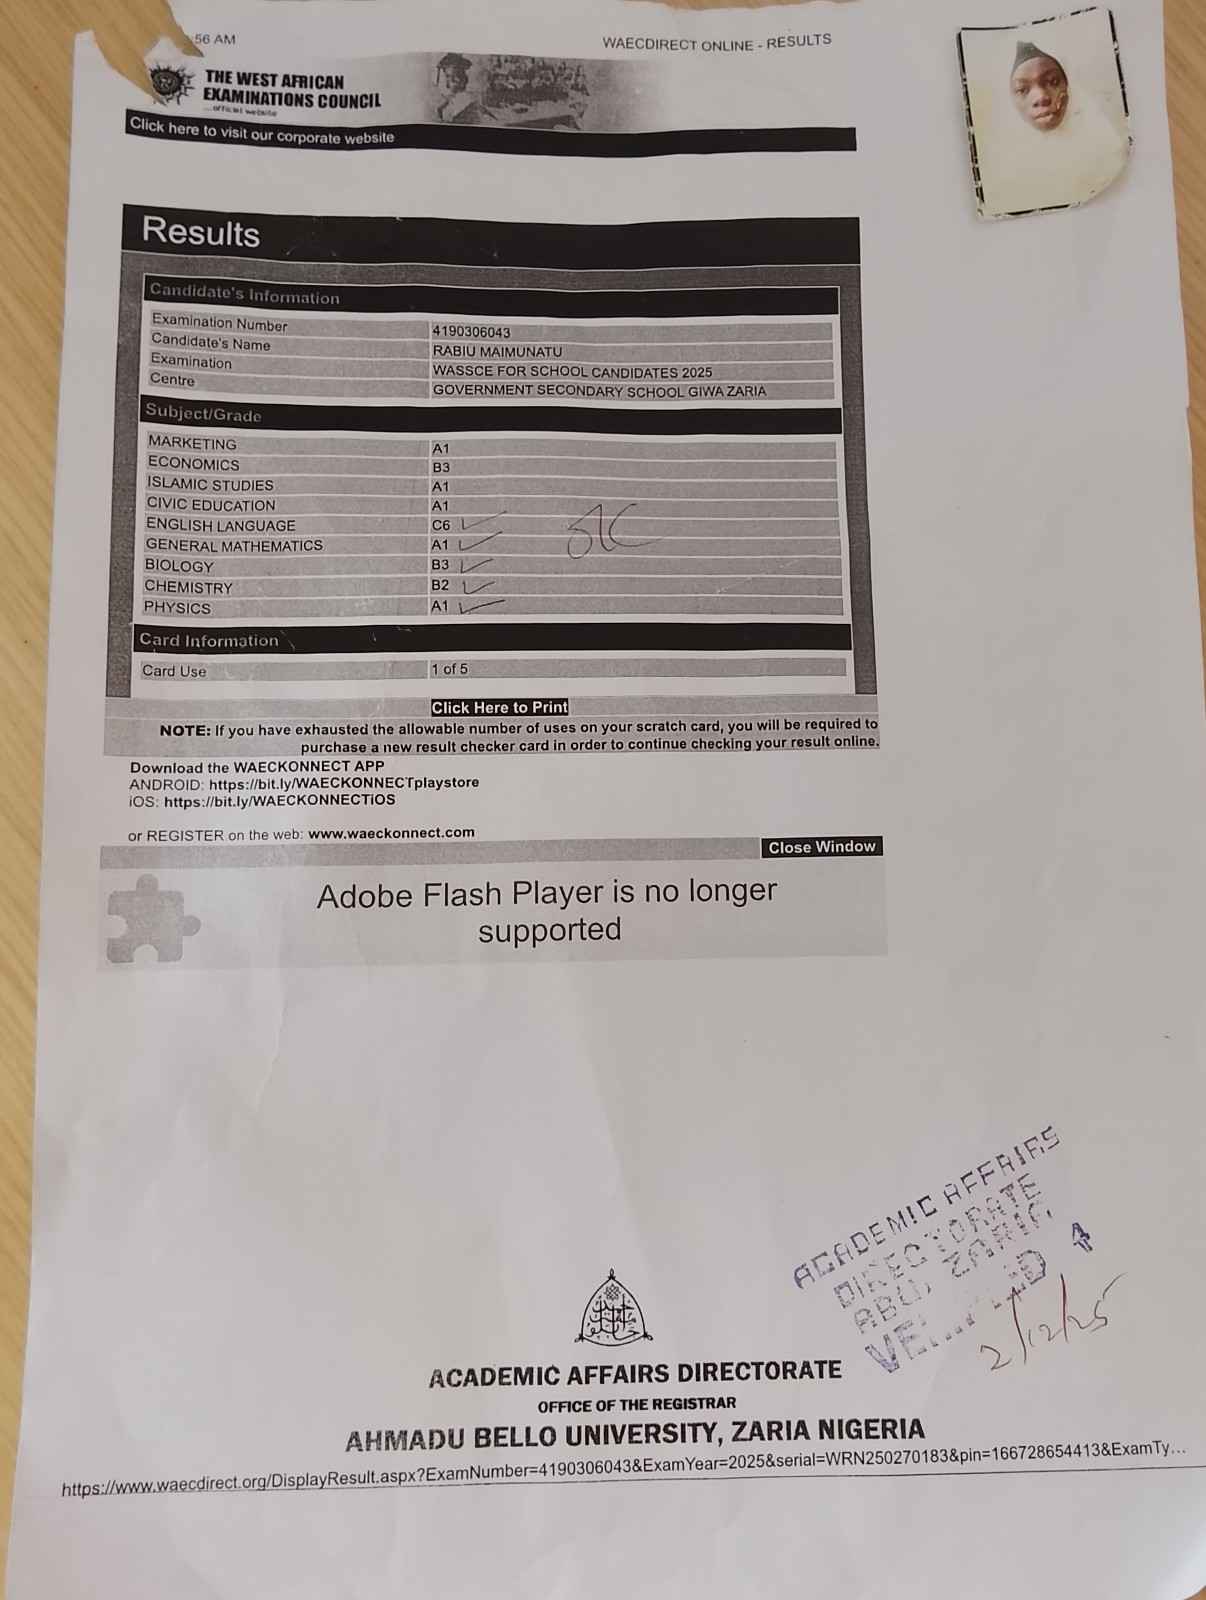 56 AM
WAECDIRECT ONLINE - RESULTS
THE WEST AFRICAN
EXAMINATIONS COUNCIL
...official website
Click here to visit our corporate website
Results
Candidate's Information
Examination Number 4190306043
Candidate's Name RABIU MAIMUNATU
Examination WASSCE FOR SCHOOL CANDIDATES 2025
Centre GOVERNMENT SECONDARY SCHOOL GIWA ZARIA
Subject/Grade
MARKETING A1
ECONOMICS B3
ISLAMIC STUDIES A1
CIVIC EDUCATION A1
ENGLISH LANGUAGE C6
GENERAL MATHEMATICS A1
BIOLOGY B3
CHEMISTRY B2
PHYSICS A1
Card Information
Card Use 1 of 5
Click Here to Print
NOTE: If you have exhausted the allowable number of uses on your scratch card, you will be required to
purchase a new result checker card in order to continue checking your result online.
Download the WAECKONNECT APP
ANDROID: https://bit.ly/WAECKONNECTplaystore
iOS: https://bit.ly/WAECKONNECTiOS
or REGISTER on the web: www.waeckonnect.com
Close Window
Adobe Flash Player is no longer
supported
ACADEMIC AFFAIRS
DIRECTORATE
ABU, ZARIA
2/12/25
ACADEMIC AFFAIRS DIRECTORATE
OFFICE OF THE REGISTRAR
AHMADU BELLO UNIVERSITY, ZARIA NIGERIA
https://www.waecdirect.org/DisplayResult.aspx?ExamNumber=4190306043&ExamYear=2025&serial=WRN250270183&pin=166728654413&ExamTy...